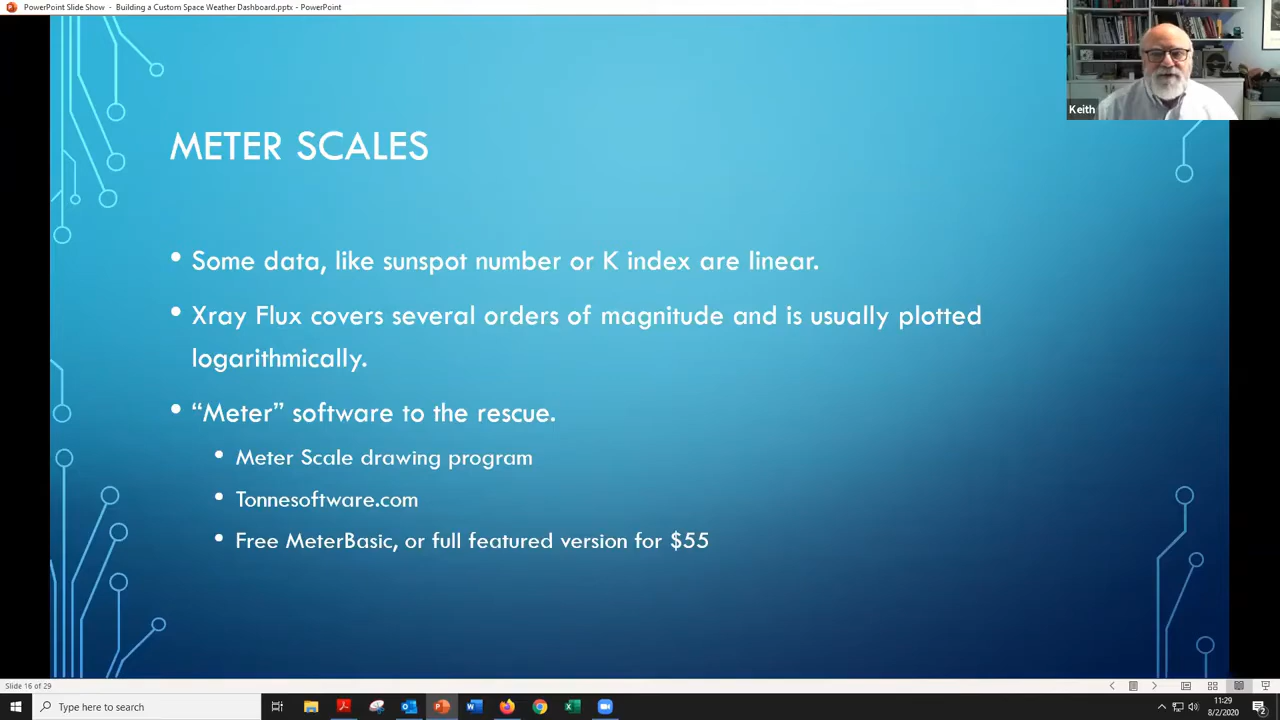 PowerPoint Slide Show - Building a Custom Space Weather Dashboard.pptx - PowerPoint
Keith
METER SCALES
• Some data, like sunspot number or K index are linear.
• Xray Flux covers several orders of magnitude and is usually plotted
logarithmically.
• “Meter” software to the rescue.
• Meter Scale drawing program
• Tonnesoftware.com
• Free MeterBasic, or full featured version for $55
Slide 16 of 29
Type here to search
11:29
8/2/2020
2